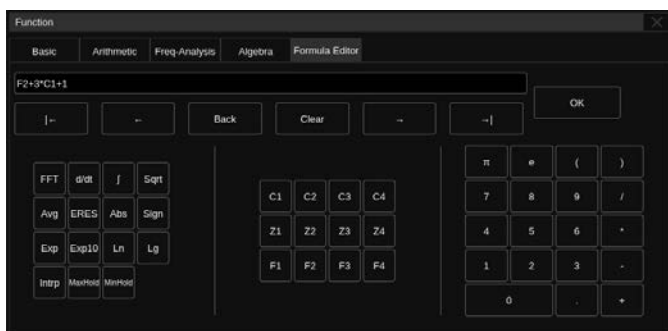 Function
Basic Arithmetic Freq-Analysis Algebra Formula Editor
F2+3*C1+1
OK
|← ← Back Clear → →|
π e ( )
FFT d/dt ∫ Sqrt
C1 C2 C3 C4
7 8 9 /
Avg ERES Abs Sign
Z1 Z2 Z3 Z4
4 5 6 *
Exp Exp10 Ln Lg
F1 F2 F3 F4
1 2 3 -
Intrp MaxHold MinHold
0 . +